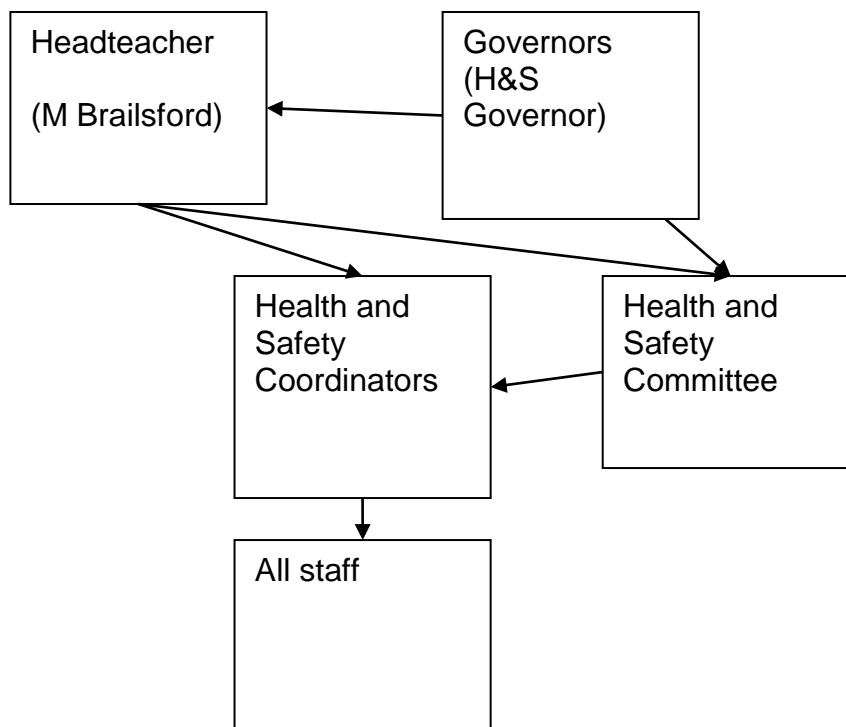 Headteacher
(M Brailsford)
Governors
(H&S
Governor)
Health and
Safety
Coordinators
Health and
Safety
Committee
All staff